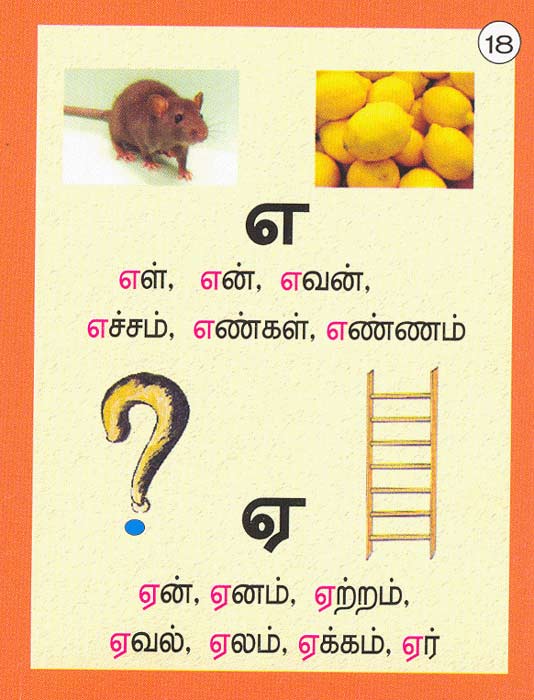 18
எ
எள், என், எவன்,
எச்சம், எண்கள், எண்ணம்
ஏ
ஏன், ஏனம், ஏற்றம்,
ஏவல், ஏலம், ஏக்கம், ஏர்